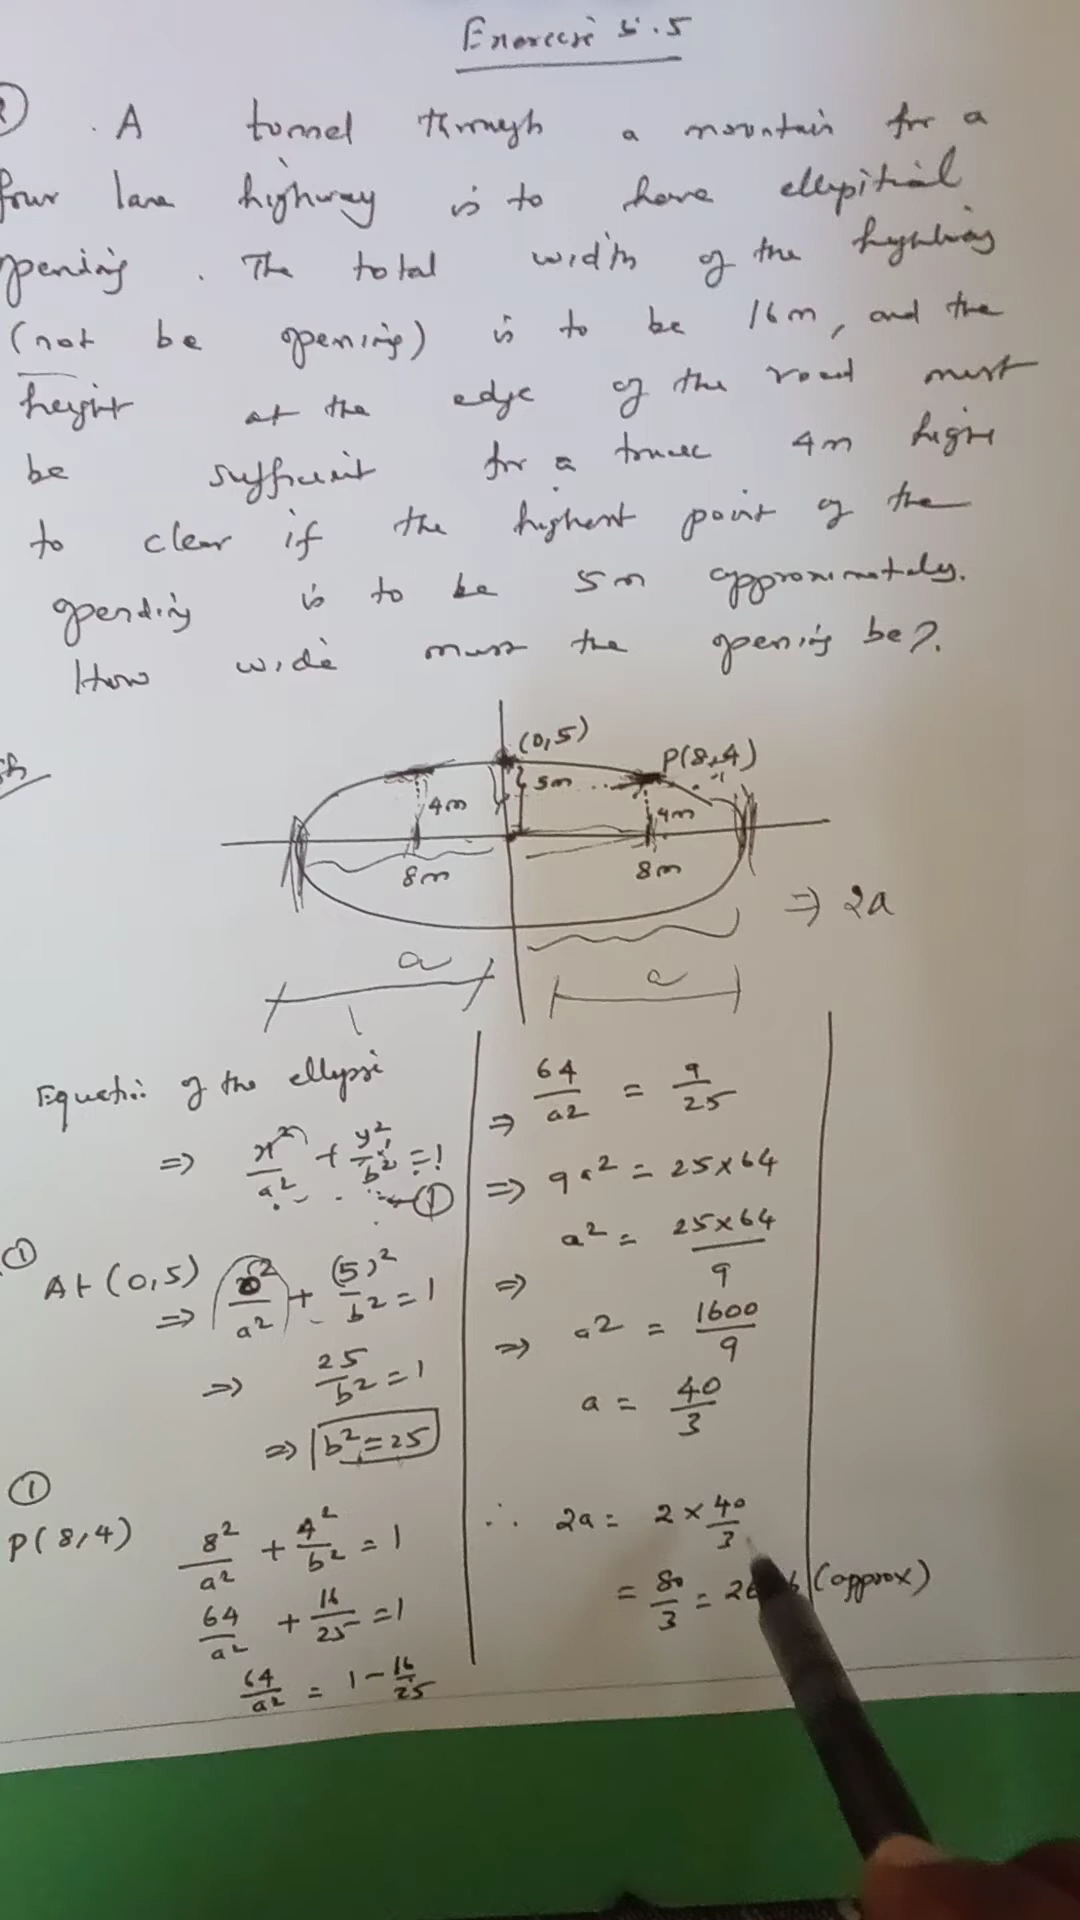 Exercise 5.5
A tunnel through a mountain for a
four lane highway is to have elliptical
opening. The total width of the highway
(not be opening) is to be 16m, and the
height at the edge of the road must
be sufficient for a truck 4m high
to clear if the highest point of the
opening is to be 5m approximately.
How wide must the opening be?.
(0,5)
P(8,4)
5m
4m
4m
8m
8m
⇒ 2a
a
a
Equation of the ellipse
⇒ x²/a² + y²/b² = 1
①
① At (0,5)
⇒ 0²/a² + (5)²/b² = 1
⇒ 25/b² = 1
⇒ b² = 25
①
P(8,4) 8²/a² + 4²/b² = 1
64/a² + 16/25 = 1
64/a² = 1 - 16/25
⇒ 64/a² = 9/25
⇒ 9a² = 25×64
⇒ a² = 25×64/9
⇒ a² = 1600/9
a = 40/3
∴ 2a = 2 × 40/3
= 80/3 = (approx)